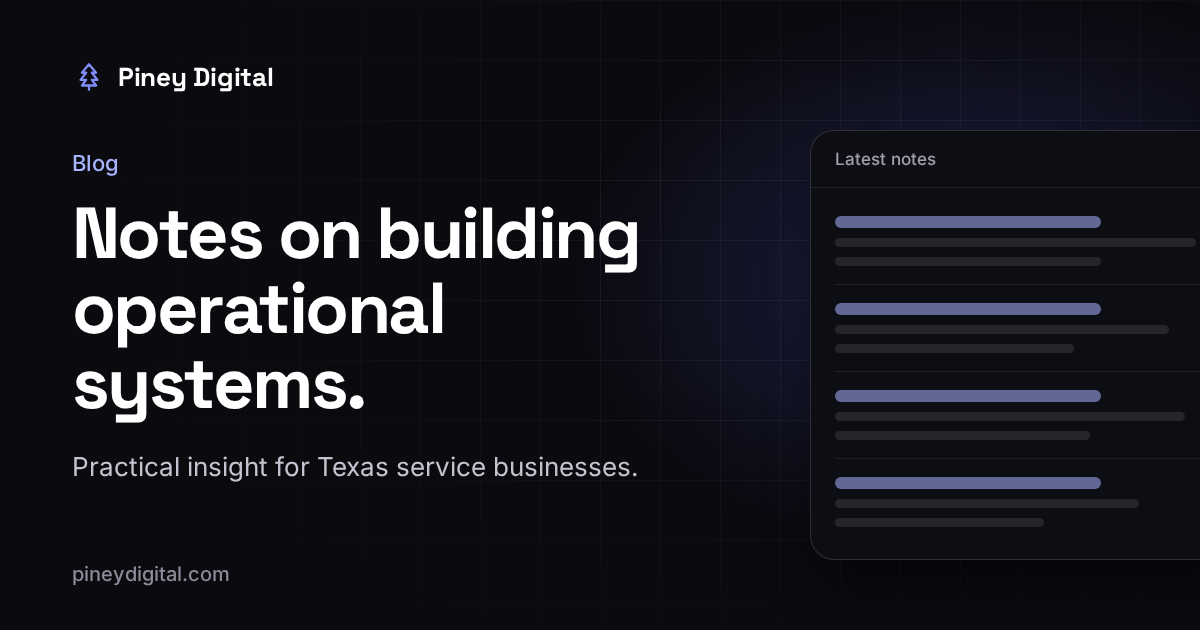 Piney Digital
Blog
Notes on building
operational
systems.
Practical insight for Texas service businesses.
pineydigital.com
Latest notes